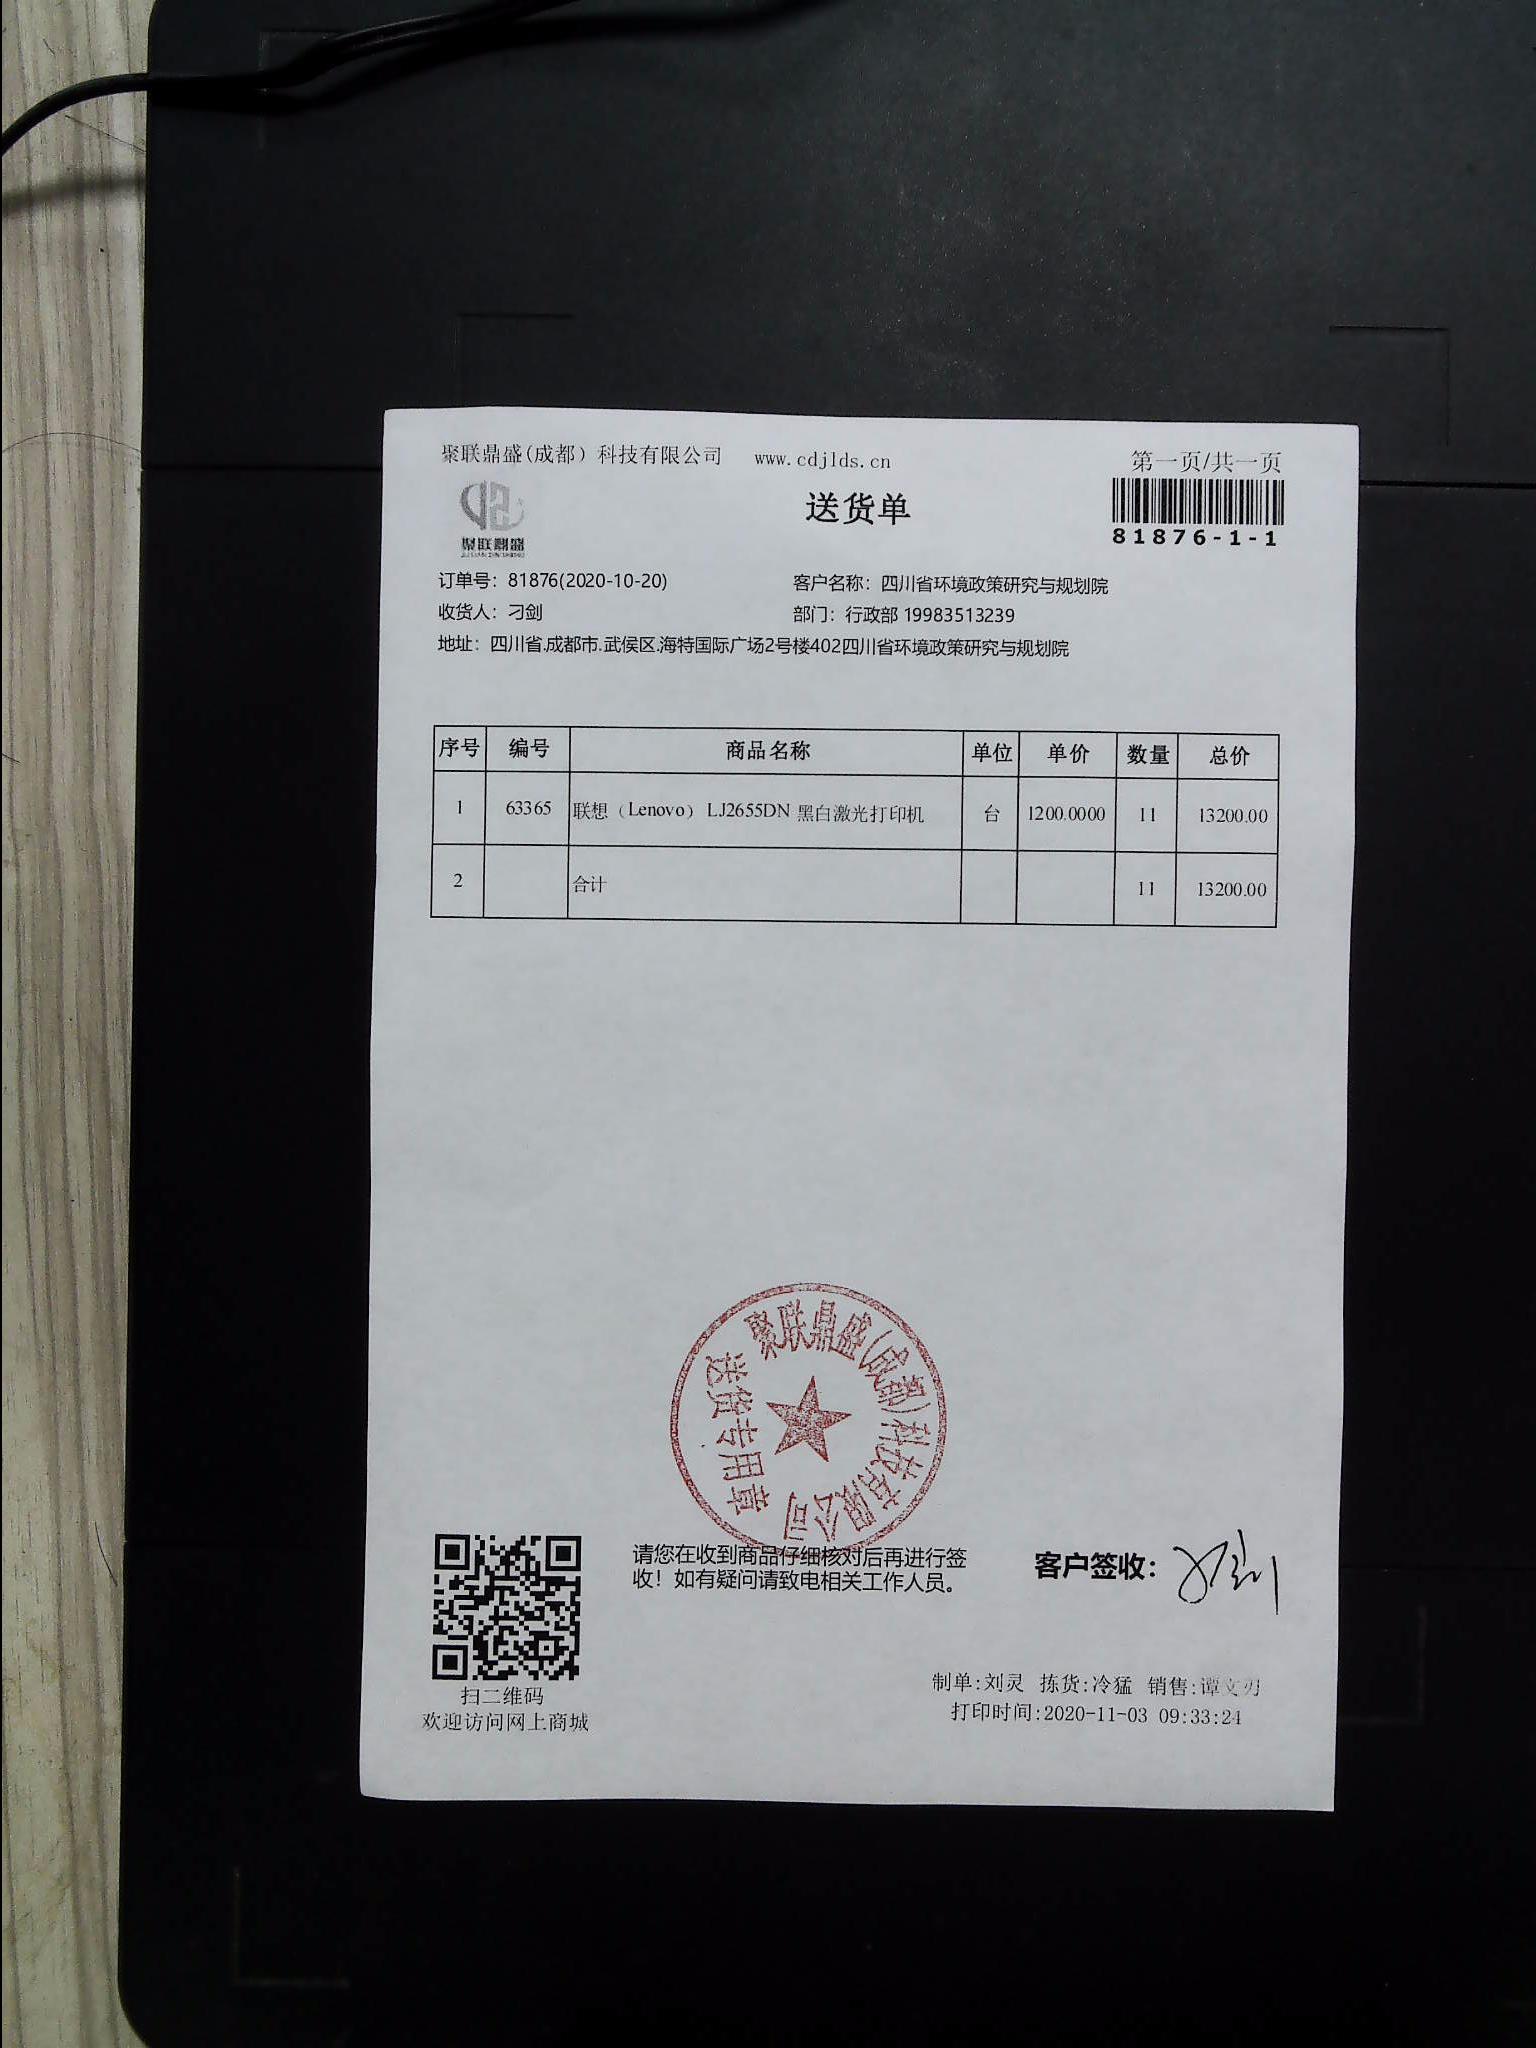 聚联鼎盛(成都）科技有限公司 www.cdjlds.cn
第一页/共一页
聚联鼎盛
送货单
81876-1-1
订单号：81876(2020-10-20) 客户名称：四川省环境政策研究与规划院
收货人：刁剑 部门：行政部 19983513239
地址：四川省.成都市.武侯区.海特国际广场2号楼402四川省环境政策研究与规划院
序号 编号 商品名称 单位 单价 数量 总价
1 63365 联想（Lenovo）LJ2655DN 黑白激光打印机 台 1200.0000 11 13200.00
2 合计 11 13200.00
聚联鼎盛(成都)科技有限公司
送货专用章
请您在收到商品仔细核对后再进行签
收！如有疑问请致电相关工作人员。
客户签收：刁剑
扫二维码
欢迎访问网上商城
制单:刘灵 拣货:冷猛 销售:谭文
打印时间:2020-11-03 09:33:24